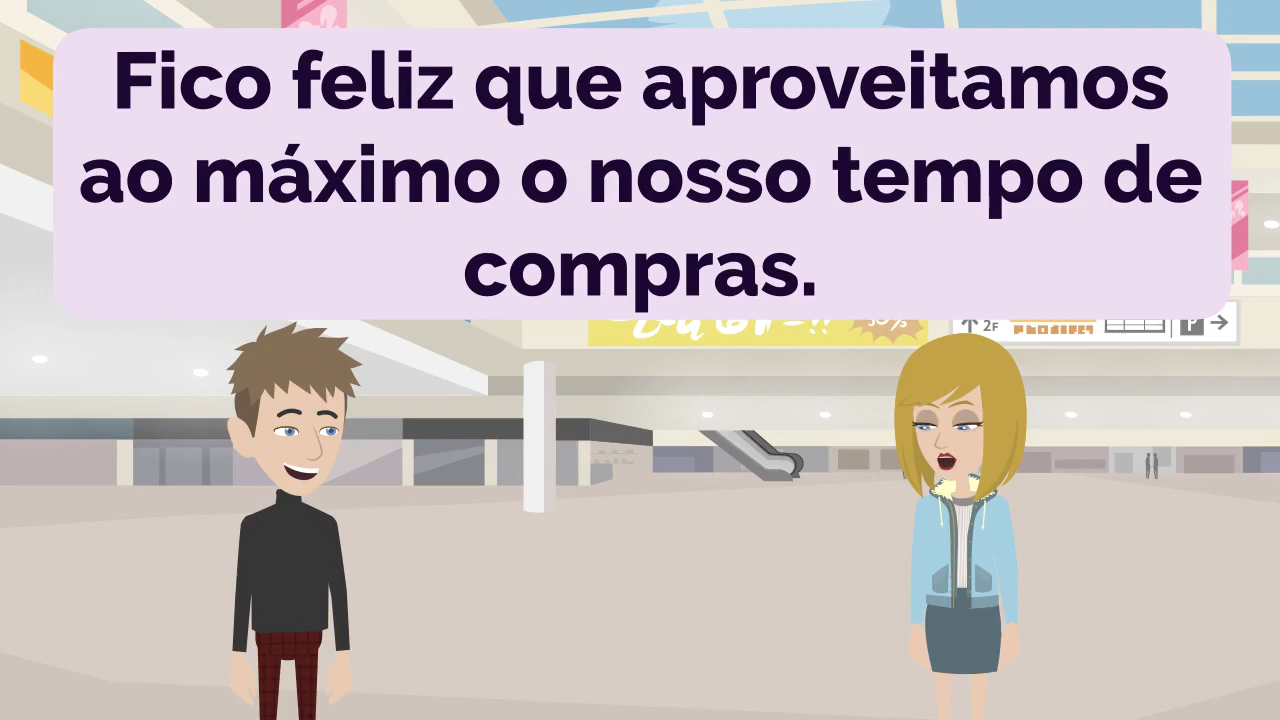 Fico feliz que aproveitamos
ao máximo o nosso tempo de
compras.
2F
P